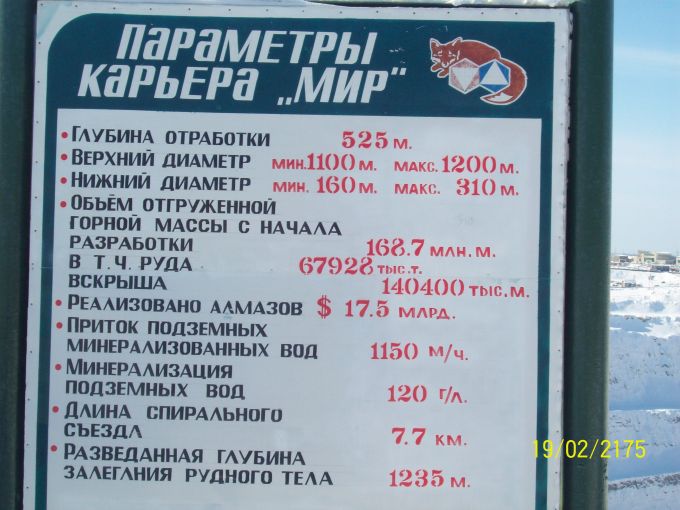 ПАРАМЕТРЫ
КАРЬЕРА „МИР"
• ГЛУБИНА ОТРАБОТКИ 525 М.
• ВЕРХНИЙ ДИАМЕТР МИН.1100 М. МАКС. 1200 М.
• НИЖНИЙ ДИАМЕТР МИН. 160 М. МАКС. 310 М.
• ОБЪЁМ ОТГРУЖЕННОЙ
ГОРНОЙ МАССЫ С НАЧАЛА
РАЗРАБОТКИ 168.7 МЛН. М.
В Т. Ч. РУДА 67928 ТЫС. Т.
ВСКРЫША 140400 ТЫС. М.
• РЕАЛИЗОВАНО АЛМАЗОВ $ 17.5 МЛРД.
• ПРИТОК ПОДЗЕМНЫХ
МИНЕРАЛИЗОВАННЫХ ВОД 1150 М/Ч.
• МИНЕРАЛИЗАЦИЯ
ПОДЗЕМНЫХ ВОД 120 Г/Л.
• ДЛИНА СПИРАЛЬНОГО
СЪЕЗДА 7.7 КМ.
• РАЗВЕДАННАЯ ГЛУБИНА
ЗАЛЕГАНИЯ РУДНОГО ТЕЛА 1235 М.
19/02/2175